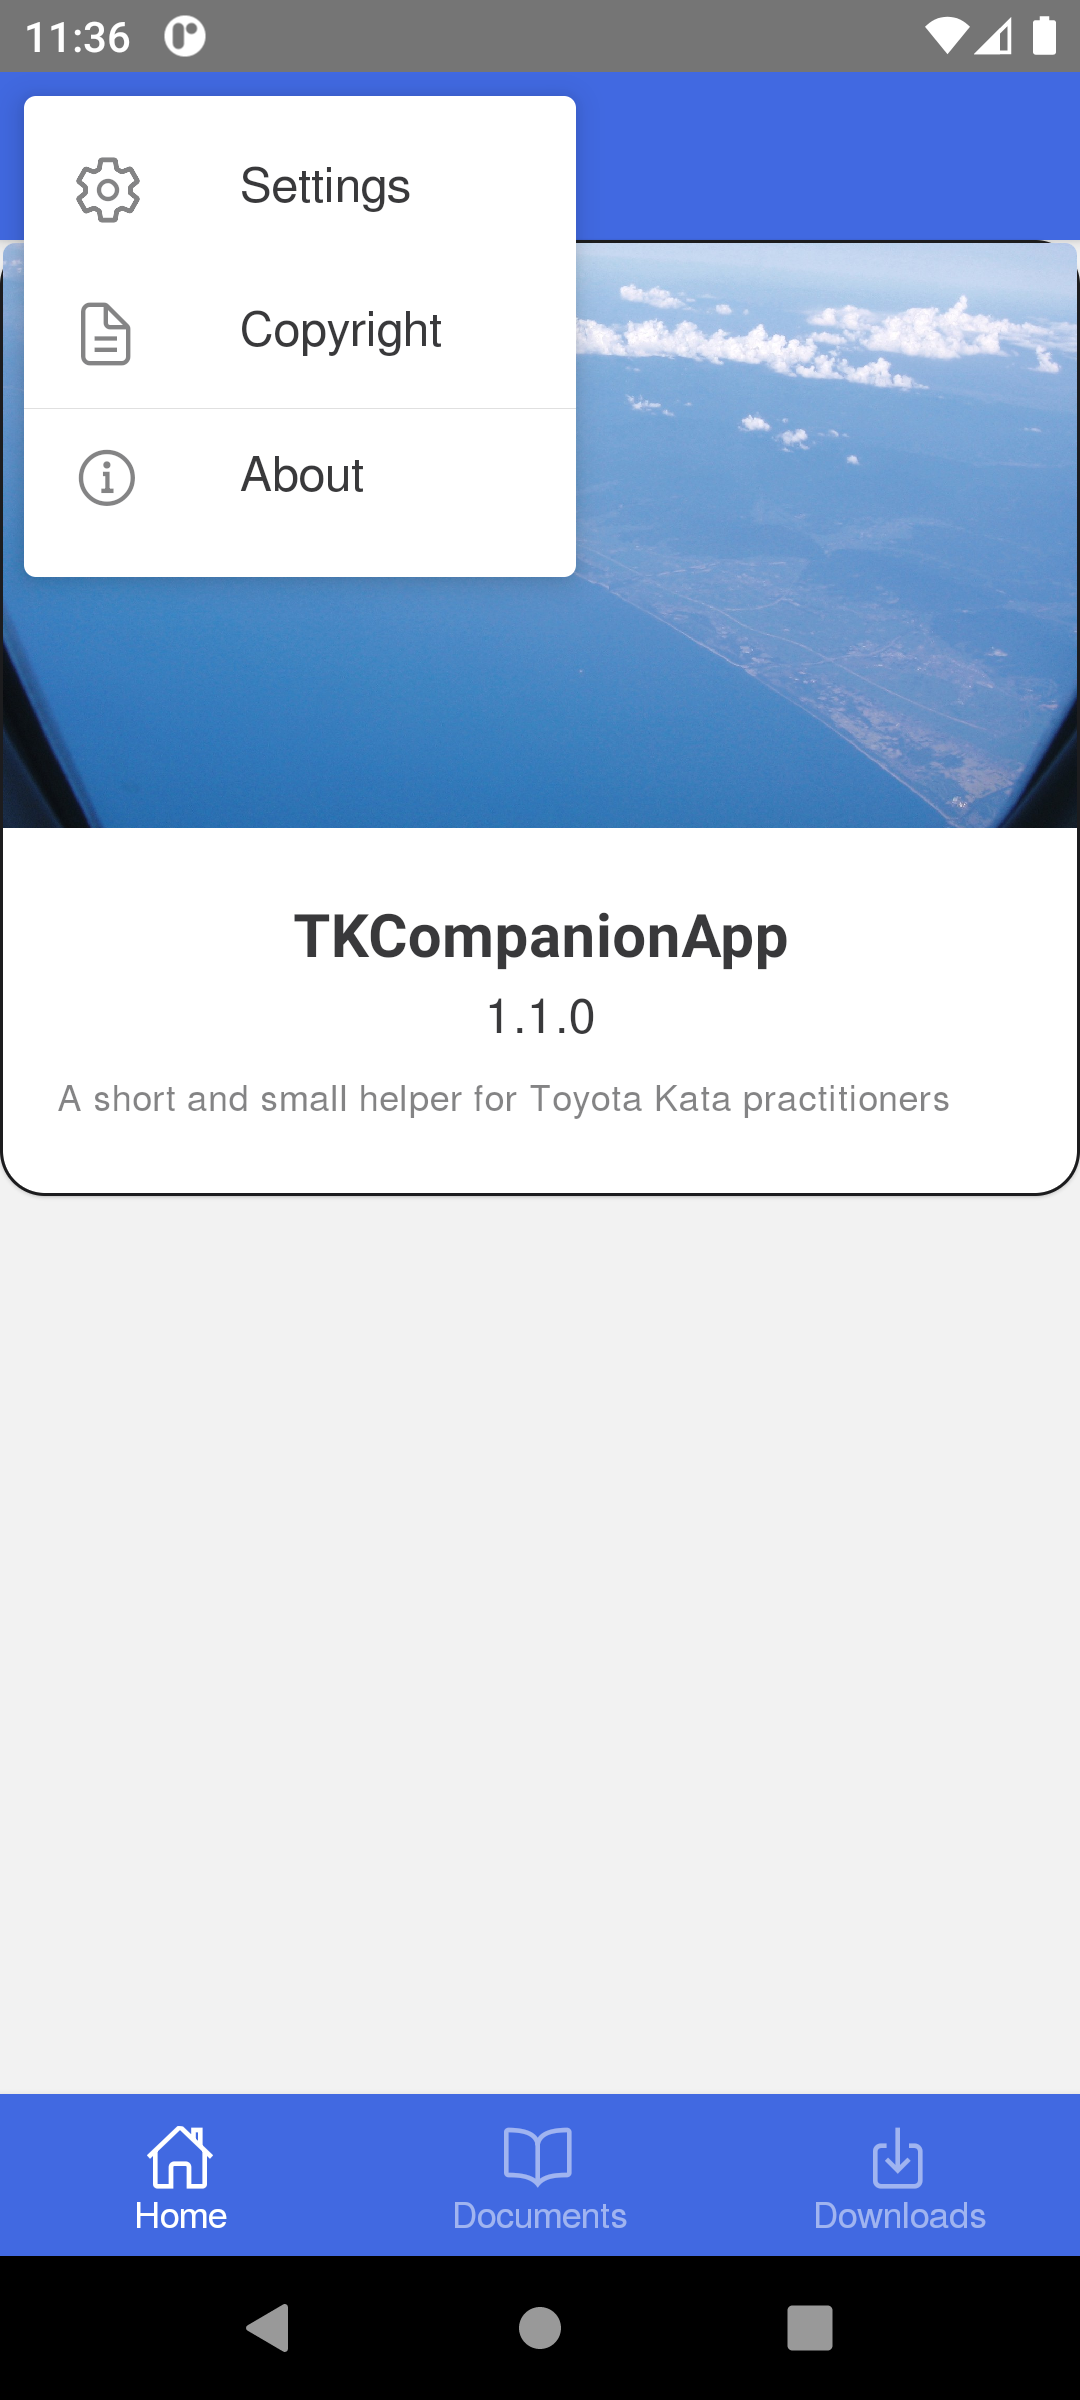 11:36
Settings
Copyright
About
TKCompanionApp
1.1.0
A short and small helper for Toyota Kata practitioners
Home
Documents
Downloads